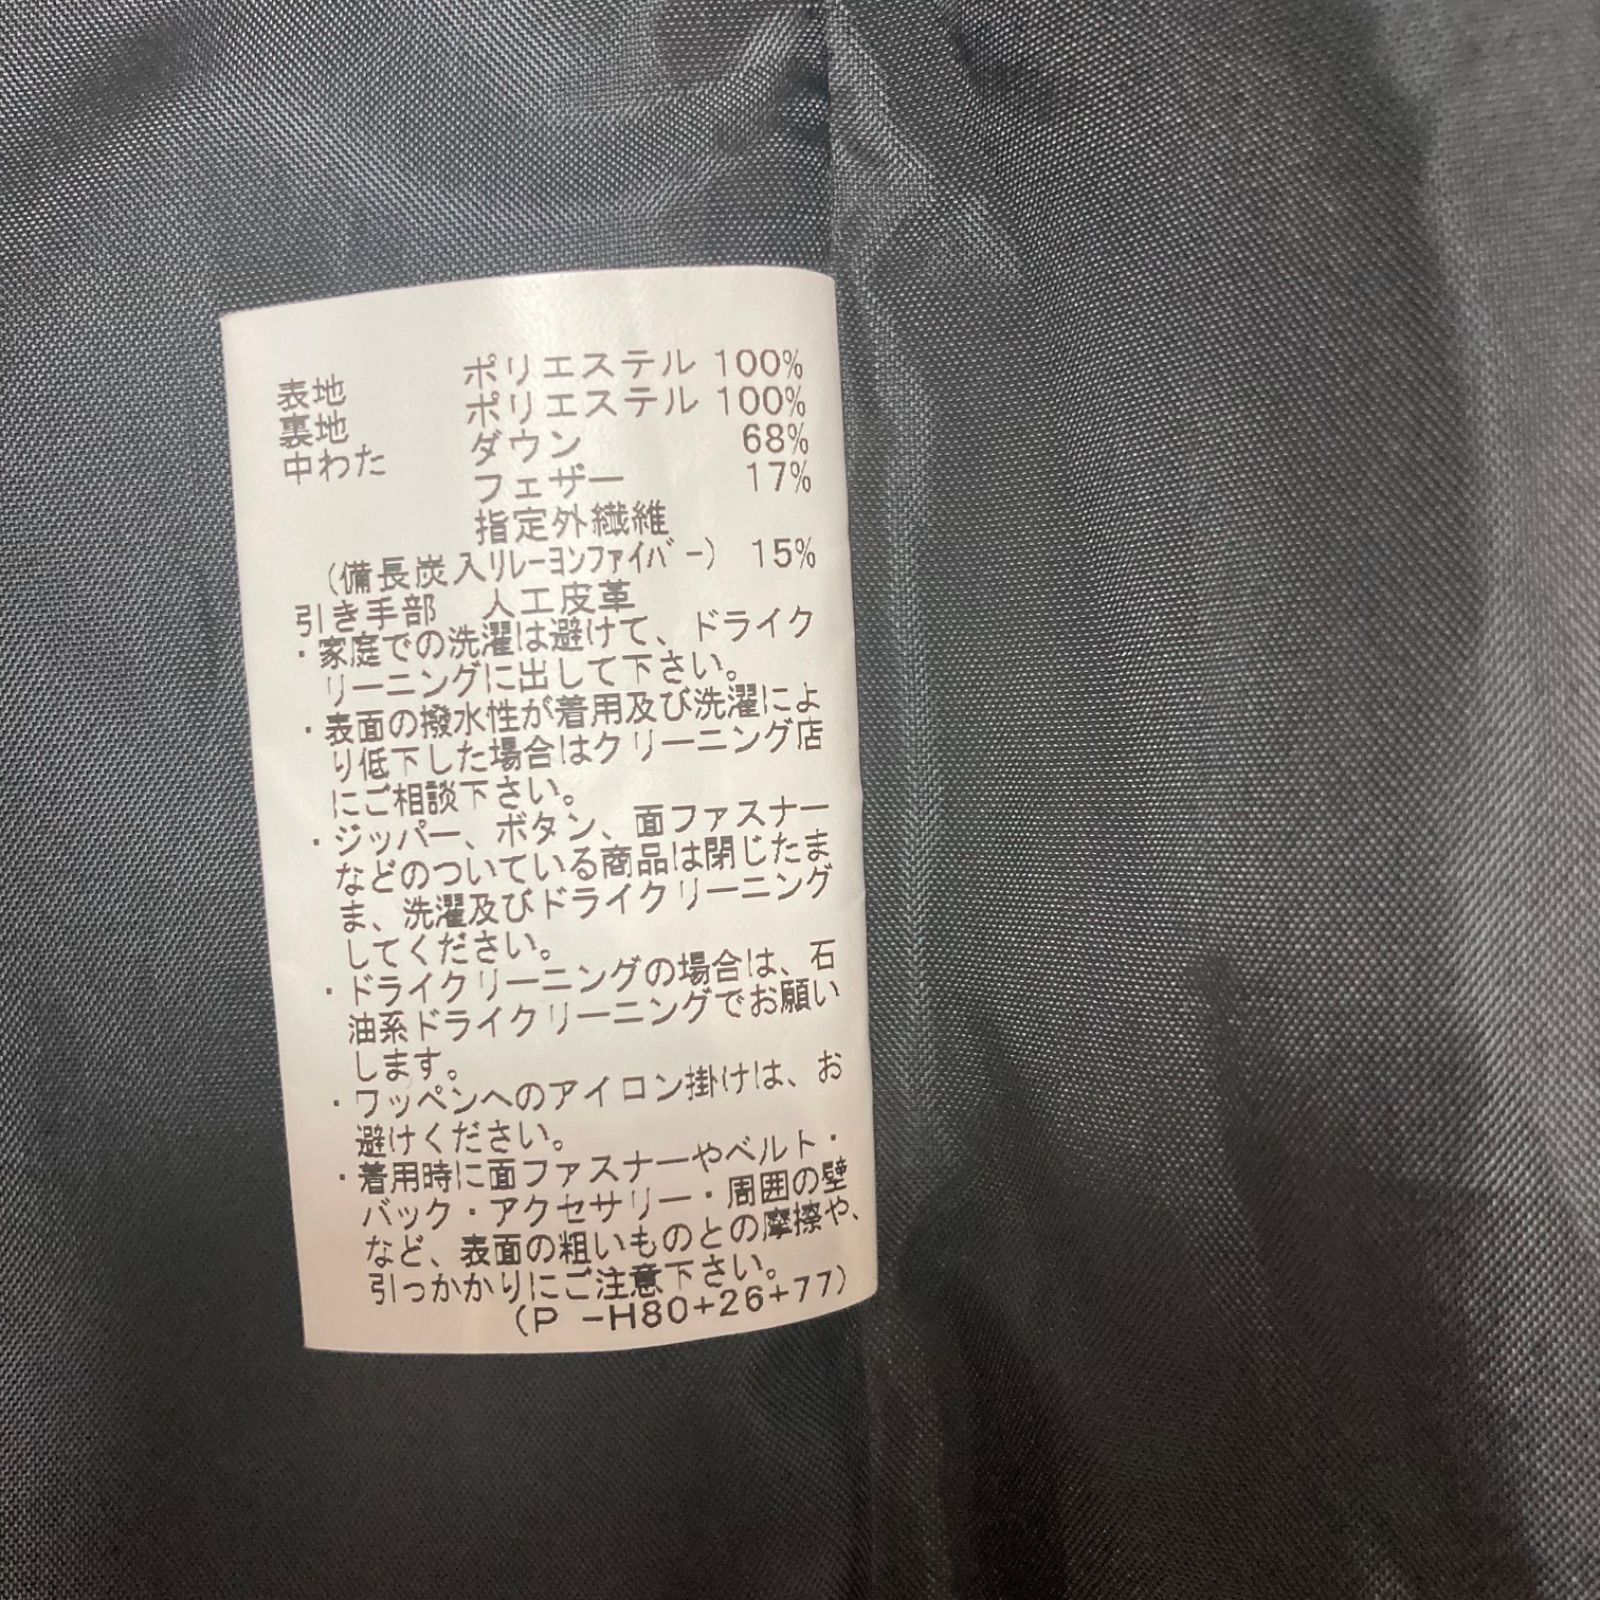 表地 ポリエステル 100%
裏地 ポリエステル 100%
中わた ダウン 68%
フェザー 17%
指定外繊維
(備長炭入リレーヨンファイバー) 15%
引き手部 人工皮革
・家庭での洗濯は避けて、ドライク
リーニングに出して下さい。
・表面の撥水性が着用及び洗濯によ
り低下した場合はクリーニング店
にご相談下さい。
・ジッパー、ボタン、面ファスナー
などのついている商品は閉じたま
ま、洗濯及びドライクリーニング
してください。
・ドライクリーニングの場合は、石
油系ドライクリーニングでお願い
します。
・ワッペンへのアイロン掛けは、お
避けください。
・着用時に面ファスナーやベルト・
バック・アクセサリー・周囲の壁
など、表面の粗いものとの摩擦や、
引っかかりにご注意下さい。
(P -H80+26+77)